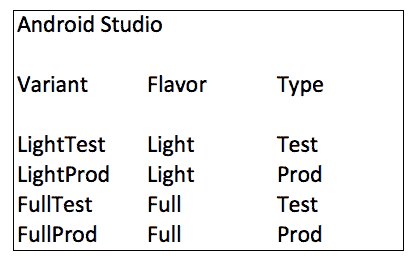 Android Studio
Variant Flavor Type
LightTest Light Test
LightProd Light Prod
FullTest Full Test
FullProd Full Prod